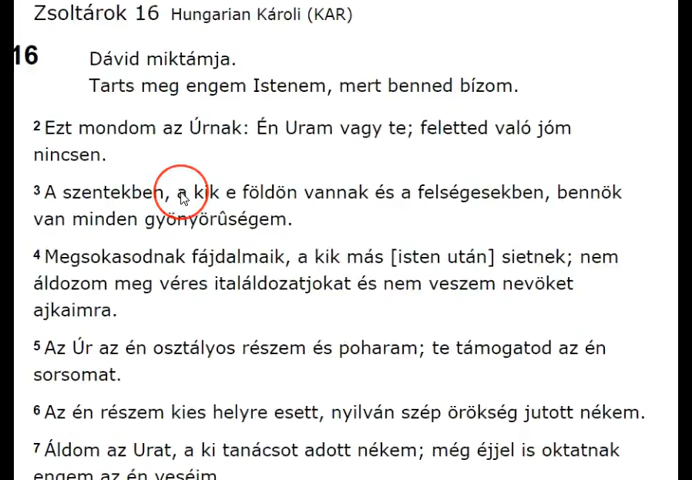 Zsoltárok 16 Hungarian Károli (KAR)
16 Dávid miktámja.
Tarts meg engem Istenem, mert benned bízom.
2 Ezt mondom az Úrnak: Én Uram vagy te; feletted való jóm
nincsen.
3 A szentekben, a kik e földön vannak és a felségesekben, bennök
van minden gyönyörûségem.
4 Megsokasodnak fájdalmaik, a kik más [isten után] sietnek; nem
áldozom meg véres italáldozatjokat és nem veszem nevöket
ajkaimra.
5 Az Úr az én osztályos részem és poharam; te támogatod az én
sorsomat.
6 Az én részem kies helyre esett, nyilván szép örökség jutott nékem.
7 Áldom az Urat, a ki tanácsot adott nékem; még éjjel is oktatnak
engem az én veséim